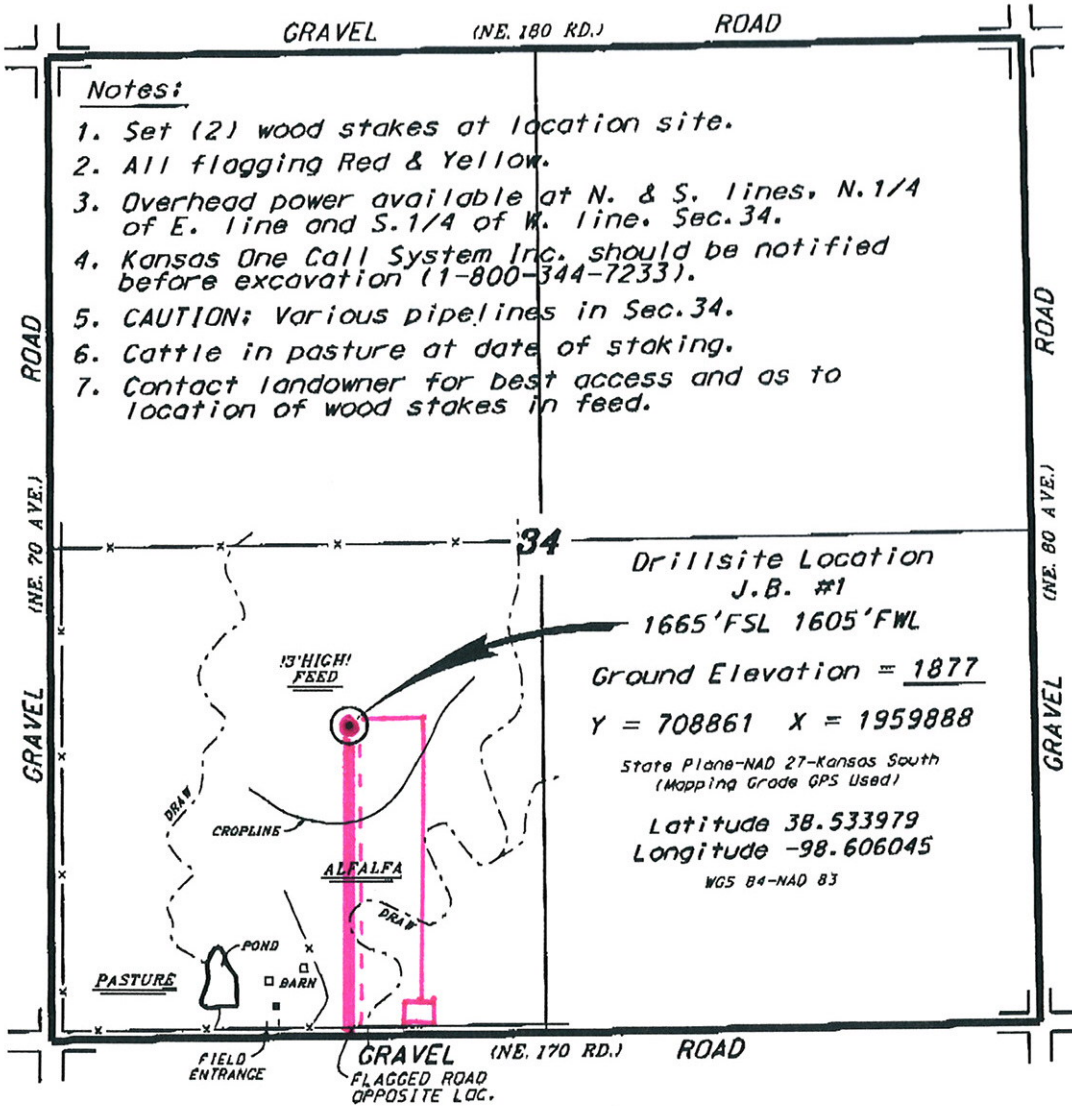 GRAVEL (NE. 180 RD.) ROAD
Notes:
1. Set (2) wood stakes at location site.
2. All flagging Red & Yellow.
3. Overhead power available at N. & S. lines, N.1/4
of E. line and S.1/4 of W. line. Sec.34.
4. Kansas One Call System Inc. should be notified
before excavation (1-800-344-7233).
5. CAUTION: Various pipelines in Sec.34.
6. Cattle in pasture at date of staking.
7. Contact landowner for best access and as to
location of wood stakes in feed.
GRAVEL (NE. 70 AVE.) ROAD
GRAVEL (NE. 80 AVE.) ROAD
34
Drillsite Location
J.B. #1
1665'FSL 1605'FWL
Ground Elevation = 1877
Y = 708861 X = 1959888
State Plane-NAD 27-Kansas South
(Mapping Grade GPS Used)
Latitude 38.533979
Longitude -98.606045
WGS 84-NAD 83
!3'HIGH!
FEED
DRAW
CROPLINE
ALFALFA
DRAW
POND
PASTURE
BARN
FIELD
ENTRANCE
GRAVEL (NE. 170 RD.) ROAD
FLAGGED ROAD
OPPOSITE LOC.